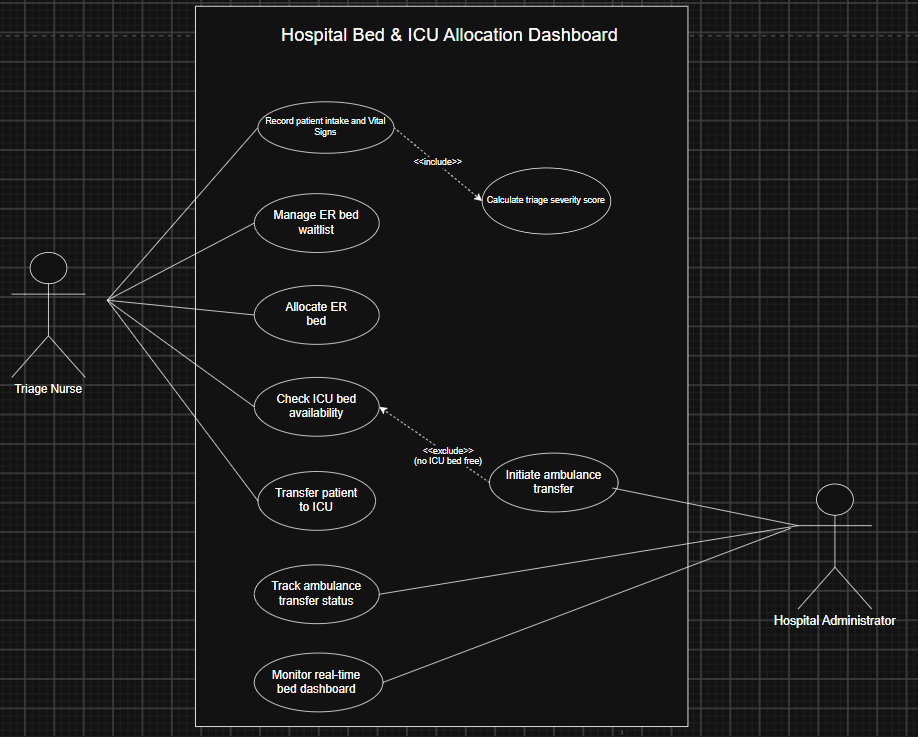 Hospital Bed & ICU Allocation Dashboard
Record patient intake and Vital
Signs
<<include>>
Calculate triage severity score
Manage ER bed
waitlist
Allocate ER
bed
Triage Nurse
Check ICU bed
availability
<<exclude>>
(no ICU bed free)
Initiate ambulance
transfer
Transfer patient
to ICU
Track ambulance
transfer status
Hospital Administrator
Monitor real-time
bed dashboard